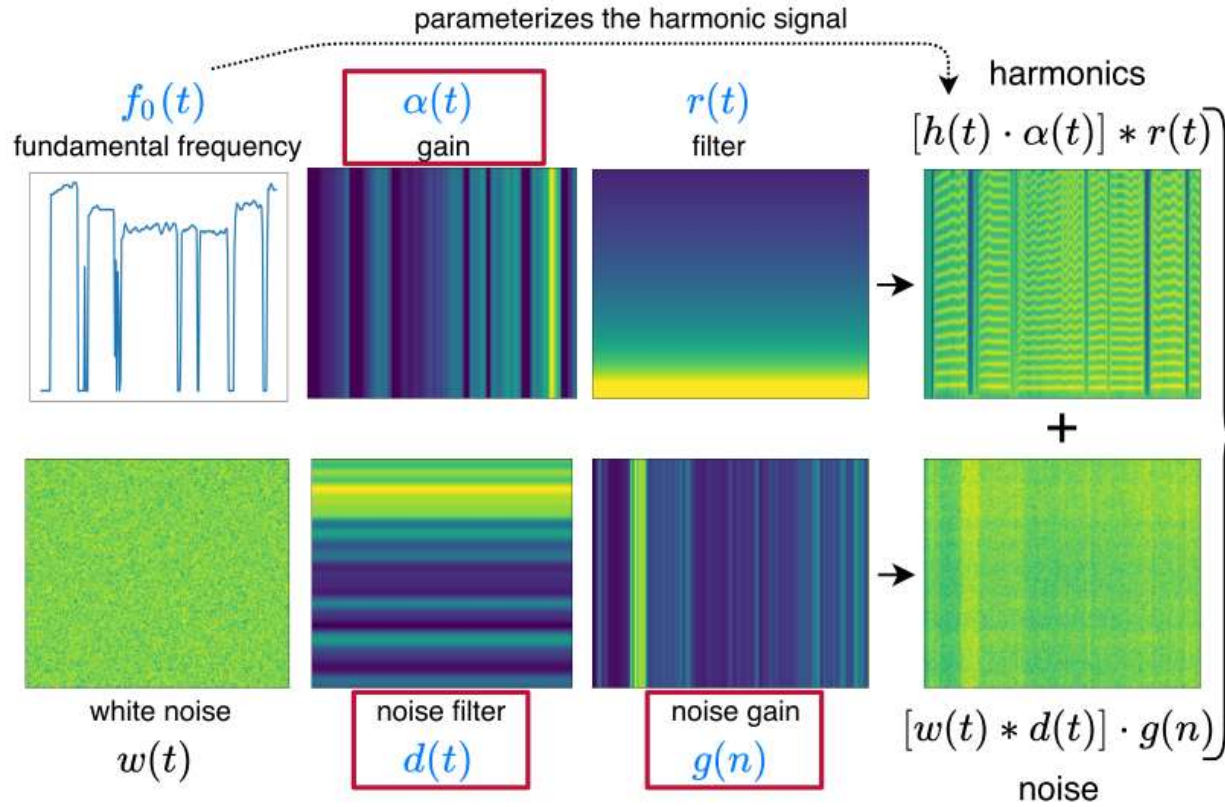 parameterizes the harmonic signal
f₀(t)
fundamental frequency
α(t)
gain
r(t)
filter
harmonics
[h(t) · α(t)] * r(t)
+
white noise
w(t)
noise filter
d(t)
noise gain
g(n)
[w(t) * d(t)] · g(n)
noise